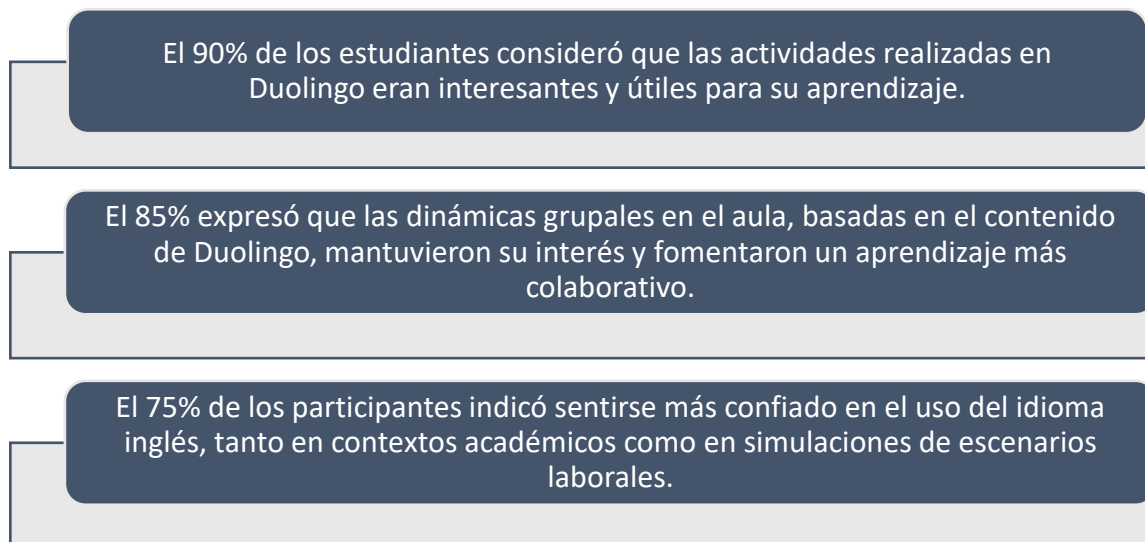 El 90% de los estudiantes consideró que las actividades realizadas en
Duolingo eran interesantes y útiles para su aprendizaje.
El 85% expresó que las dinámicas grupales en el aula, basadas en el contenido
de Duolingo, mantuvieron su interés y fomentaron un aprendizaje más
colaborativo.
El 75% de los participantes indicó sentirse más confiado en el uso del idioma
inglés, tanto en contextos académicos como en simulaciones de escenarios
laborales.